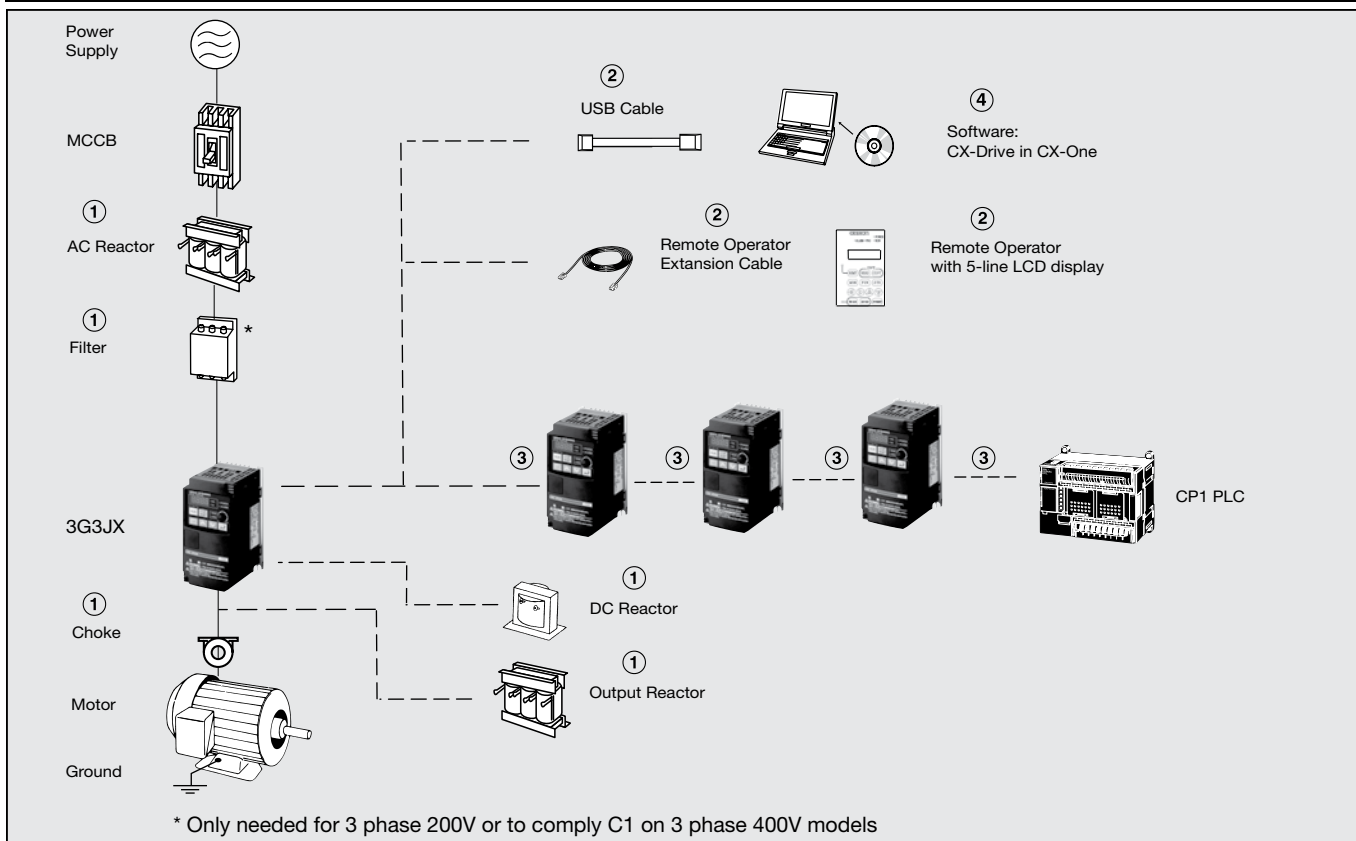 Power
Supply
MCCB
①
AC Reactor
①
Filter
*
3G3JX
①
Choke
Motor
Ground
②
USB Cable
④
Software:
CX-Drive in CX-One
②
Remote Operator
Extansion Cable
②
Remote Operator
with 5-line LCD display
③
③
③
③
CP1 PLC
①
DC Reactor
①
Output Reactor
* Only needed for 3 phase 200V or to comply C1 on 3 phase 400V models